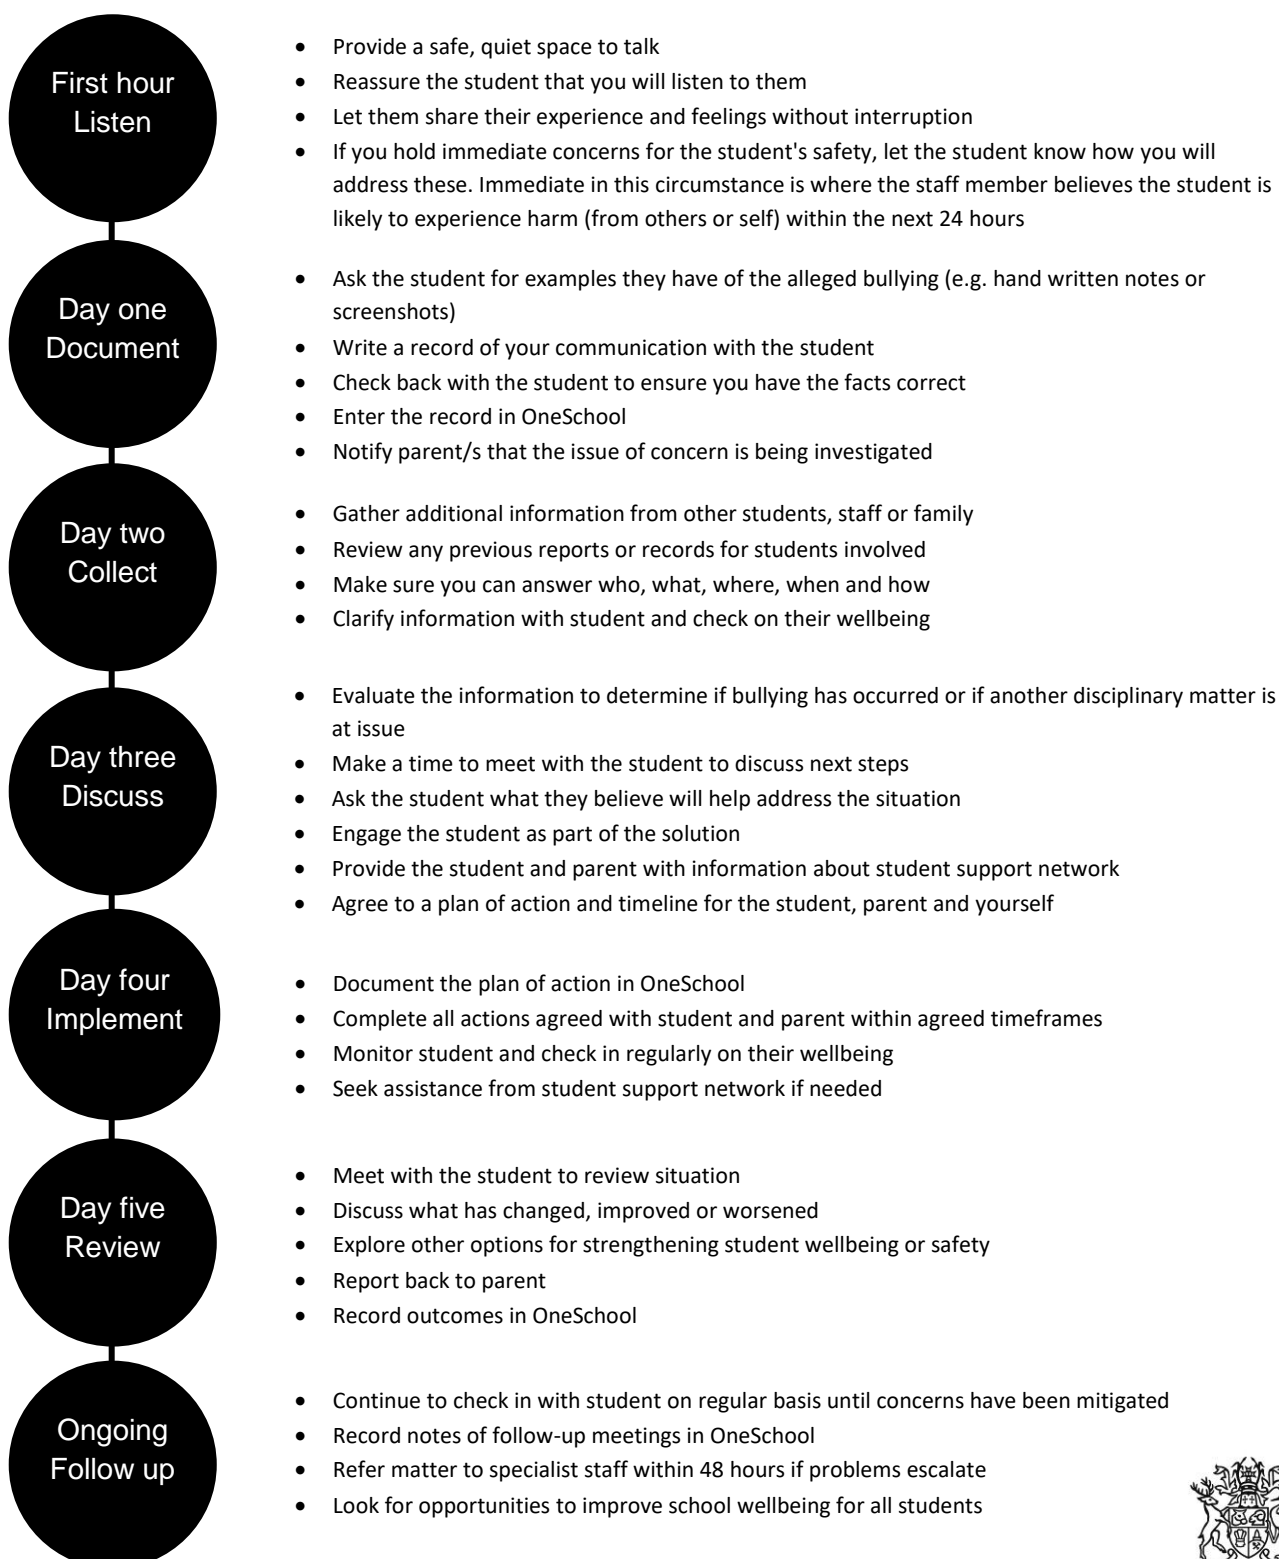 First hour
Listen
• Provide a safe, quiet space to talk
• Reassure the student that you will listen to them
• Let them share their experience and feelings without interruption
• If you hold immediate concerns for the student's safety, let the student know how you will
address these. Immediate in this circumstance is where the staff member believes the student is
likely to experience harm (from others or self) within the next 24 hours
Day one
Document
• Ask the student for examples they have of the alleged bullying (e.g. hand written notes or
screenshots)
• Write a record of your communication with the student
• Check back with the student to ensure you have the facts correct
• Enter the record in OneSchool
• Notify parent/s that the issue of concern is being investigated
Day two
Collect
• Gather additional information from other students, staff or family
• Review any previous reports or records for students involved
• Make sure you can answer who, what, where, when and how
• Clarify information with student and check on their wellbeing
Day three
Discuss
• Evaluate the information to determine if bullying has occurred or if another disciplinary matter is
at issue
• Make a time to meet with the student to discuss next steps
• Ask the student what they believe will help address the situation
• Engage the student as part of the solution
• Provide the student and parent with information about student support network
• Agree to a plan of action and timeline for the student, parent and yourself
Day four
Implement
• Document the plan of action in OneSchool
• Complete all actions agreed with student and parent within agreed timeframes
• Monitor student and check in regularly on their wellbeing
• Seek assistance from student support network if needed
Day five
Review
• Meet with the student to review situation
• Discuss what has changed, improved or worsened
• Explore other options for strengthening student wellbeing or safety
• Report back to parent
• Record outcomes in OneSchool
Ongoing
Follow up
• Continue to check in with student on regular basis until concerns have been mitigated
• Record notes of follow-up meetings in OneSchool
• Refer matter to specialist staff within 48 hours if problems escalate
• Look for opportunities to improve school wellbeing for all students